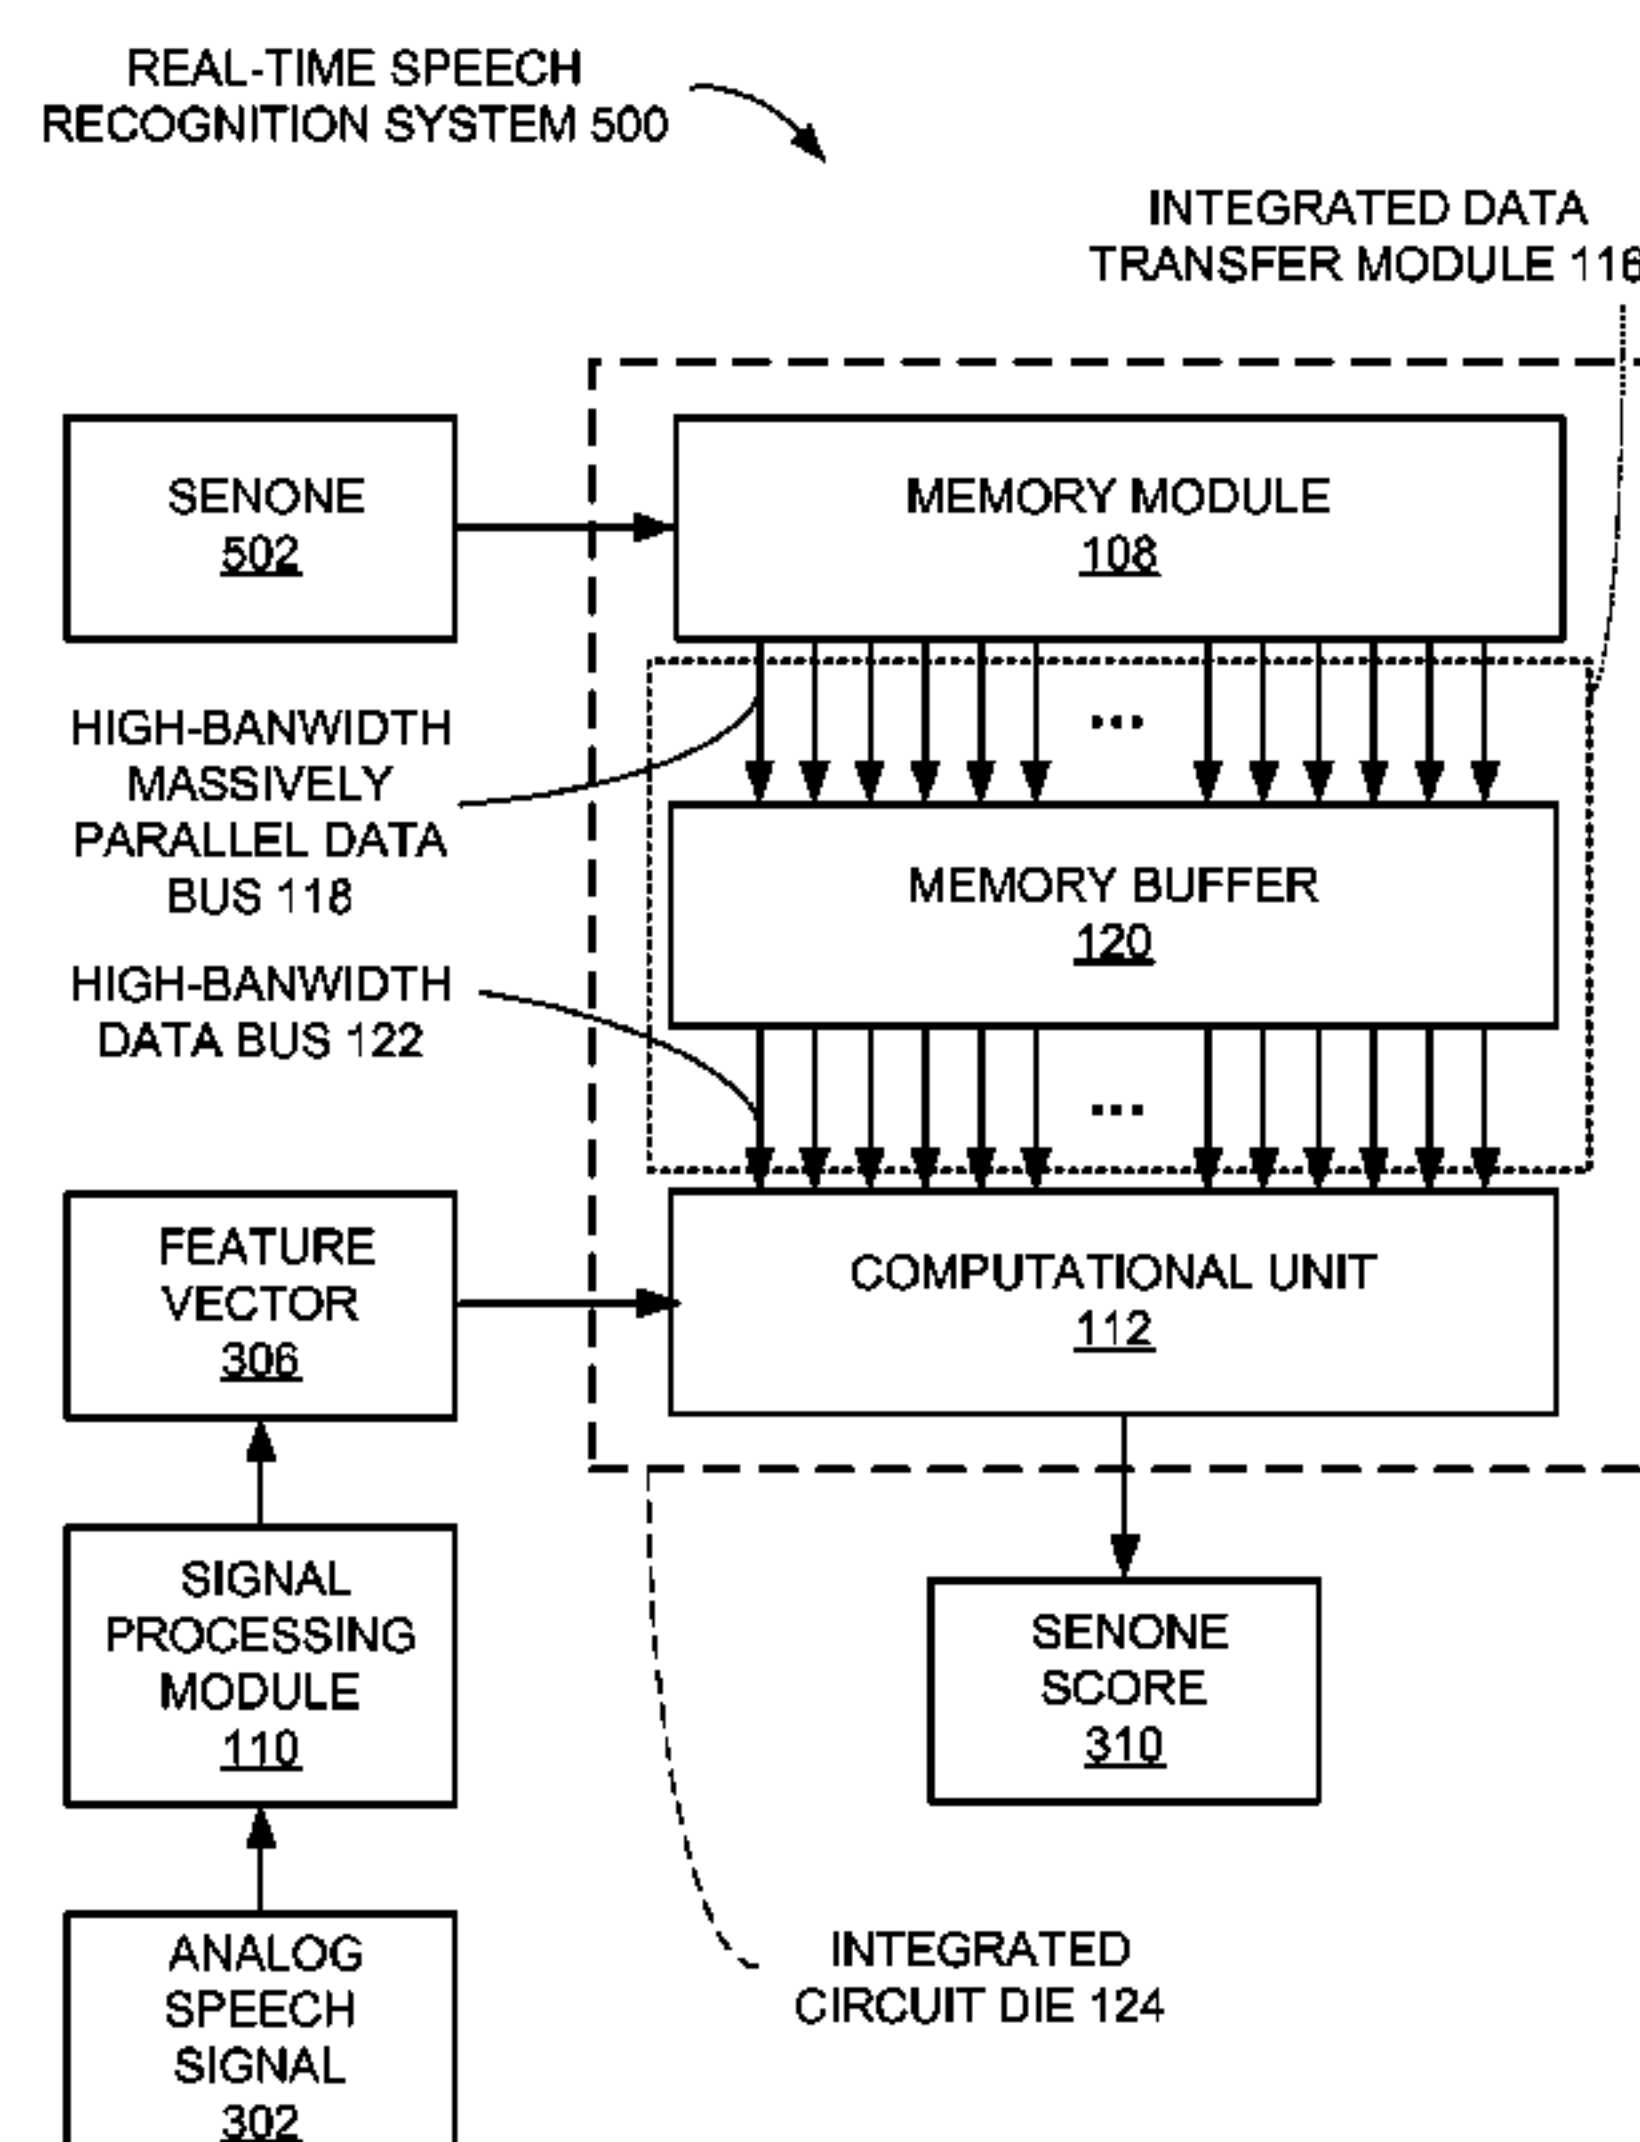 REAL-TIME SPEECH
RECOGNITION SYSTEM 500
INTEGRATED DATA
TRANSFER MODULE 116
SENONE
502
MEMORY MODULE
108
HIGH-BANWIDTH
MASSIVELY
PARALLEL DATA
BUS 118
...
MEMORY BUFFER
120
HIGH-BANWIDTH
DATA BUS 122
...
FEATURE
VECTOR
306
COMPUTATIONAL UNIT
112
SIGNAL
PROCESSING
MODULE
110
SENONE
SCORE
310
ANALOG
SPEECH
SIGNAL
302
INTEGRATED
CIRCUIT DIE 124